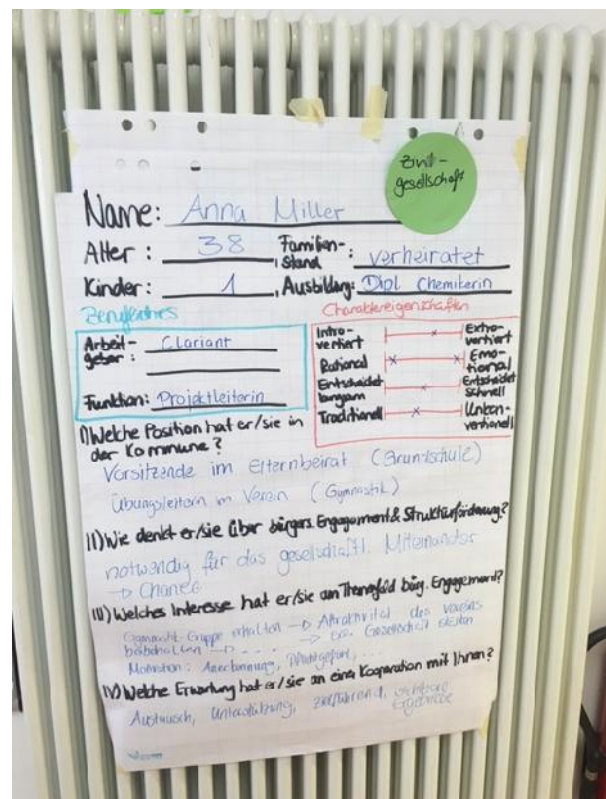 Zivil-
gesellschaft
Name: Anna Miller
Alter: 38 Familien-stand: verheiratet
Kinder: 1, Ausbildung: Dipl Chemikerin
Berufliches
Charaktereigenschaften
Arbeit-
geber: Clariant
Funktion: Projektleiterin
Intro-
vertiert
Extro-
vertiert
Rational
Emo-
tional
Entscheidet
langsam
Entscheidet
schnell
Traditionell
Unkon-
ventionell
I) Welche Position hat er/sie in
der Kommune?
Vorsitzende im Elternbeirat (Grundschule)
Übungsleiterin im Verein (Gymnastik)
II) Wie denkt er/sie über bürgers. Engagement & Strukturförderung?
notwendig für das gesellschaftl. Miteinander
→ Chance
III) Welches Interesse hat er/sie am Themenfeld bürg. Engagement?
Gruppe erhalten → Attraktivität des Vereins
beibehalten → ... → Gesellschaft stärken
Motivation: Anerkennung, Pflichtgefühl, ...
IV) Welche Erwartung hat er/sie an eine Kooperation mit Ihnen?
Austausch, Unterstützung, zielführend,